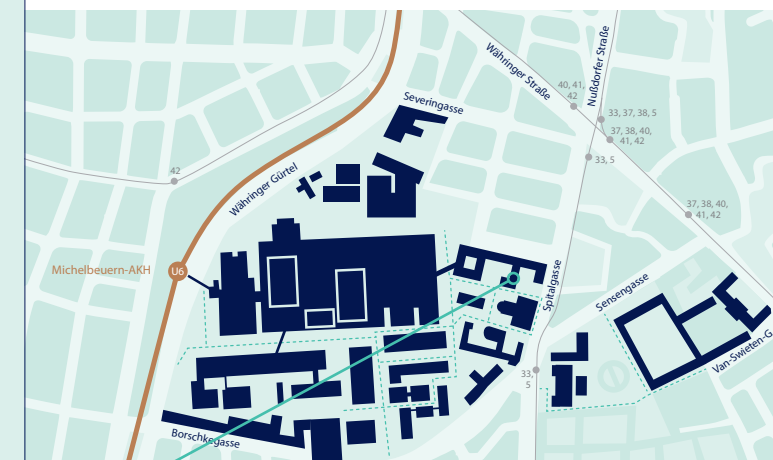 Währinger Straße
Nußdorfer Straße
40, 41,
42
Severingasse
33, 37, 38, 5
37, 38, 40,
41, 42
33, 5
42
Währinger Gürtel
37, 38, 40,
41, 42
Michelbeuern-AKH
U6
Spitalgasse
Sensengasse
Van-Swieten-G
33,
5
Borschkegasse